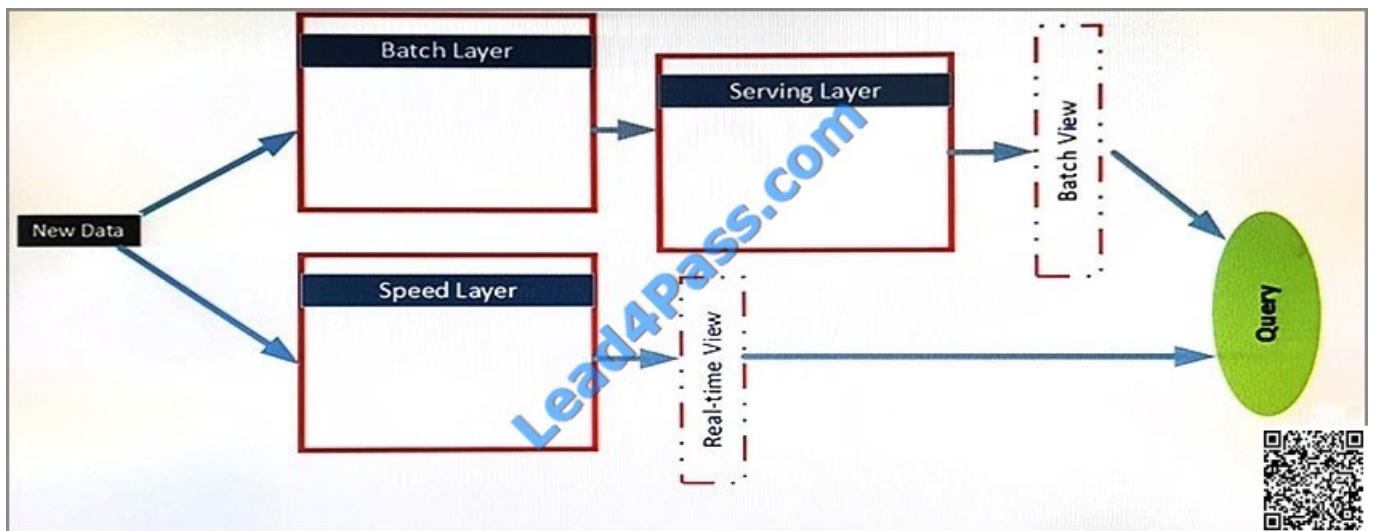 Batch Layer
Serving Layer
Batch View
New Data
Speed Layer
Real-time View
Query
Lead4Pass.com